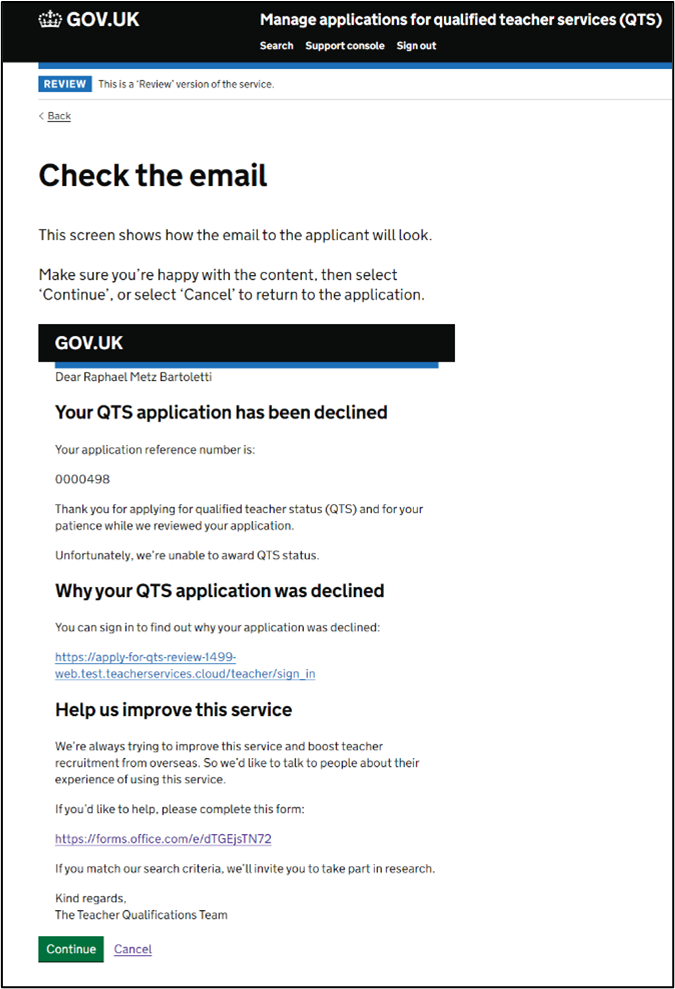 GOV.UK
Manage applications for qualified teacher services (QTS)
Search Support console Sign out
REVIEW This is a 'Review' version of the service.
< Back
Check the email
This screen shows how the email to the applicant will look.
Make sure you're happy with the content, then select
'Continue', or select 'Cancel' to return to the application.
GOV.UK
Dear Raphael Metz Bartoletti
Your QTS application has been declined
Your application reference number is:
0000498
Thank you for applying for qualified teacher status (QTS) and for your
patience while we reviewed your application.
Unfortunately, we're unable to award QTS status.
Why your QTS application was declined
You can sign in to find out why your application was declined:
https://apply-for-qts-review-1499-
web.test.teacherservices.cloud/teacher/sign_in
Help us improve this service
We're always trying to improve this service and boost teacher
recruitment from overseas. So we'd like to talk to people about their
experience of using this service.
If you'd like to help, please complete this form:
https://forms.office.com/e/dTGEjsTN72
If you match our search criteria, we'll invite you to take part in research.
Kind regards,
The Teacher Qualifications Team
Continue Cancel